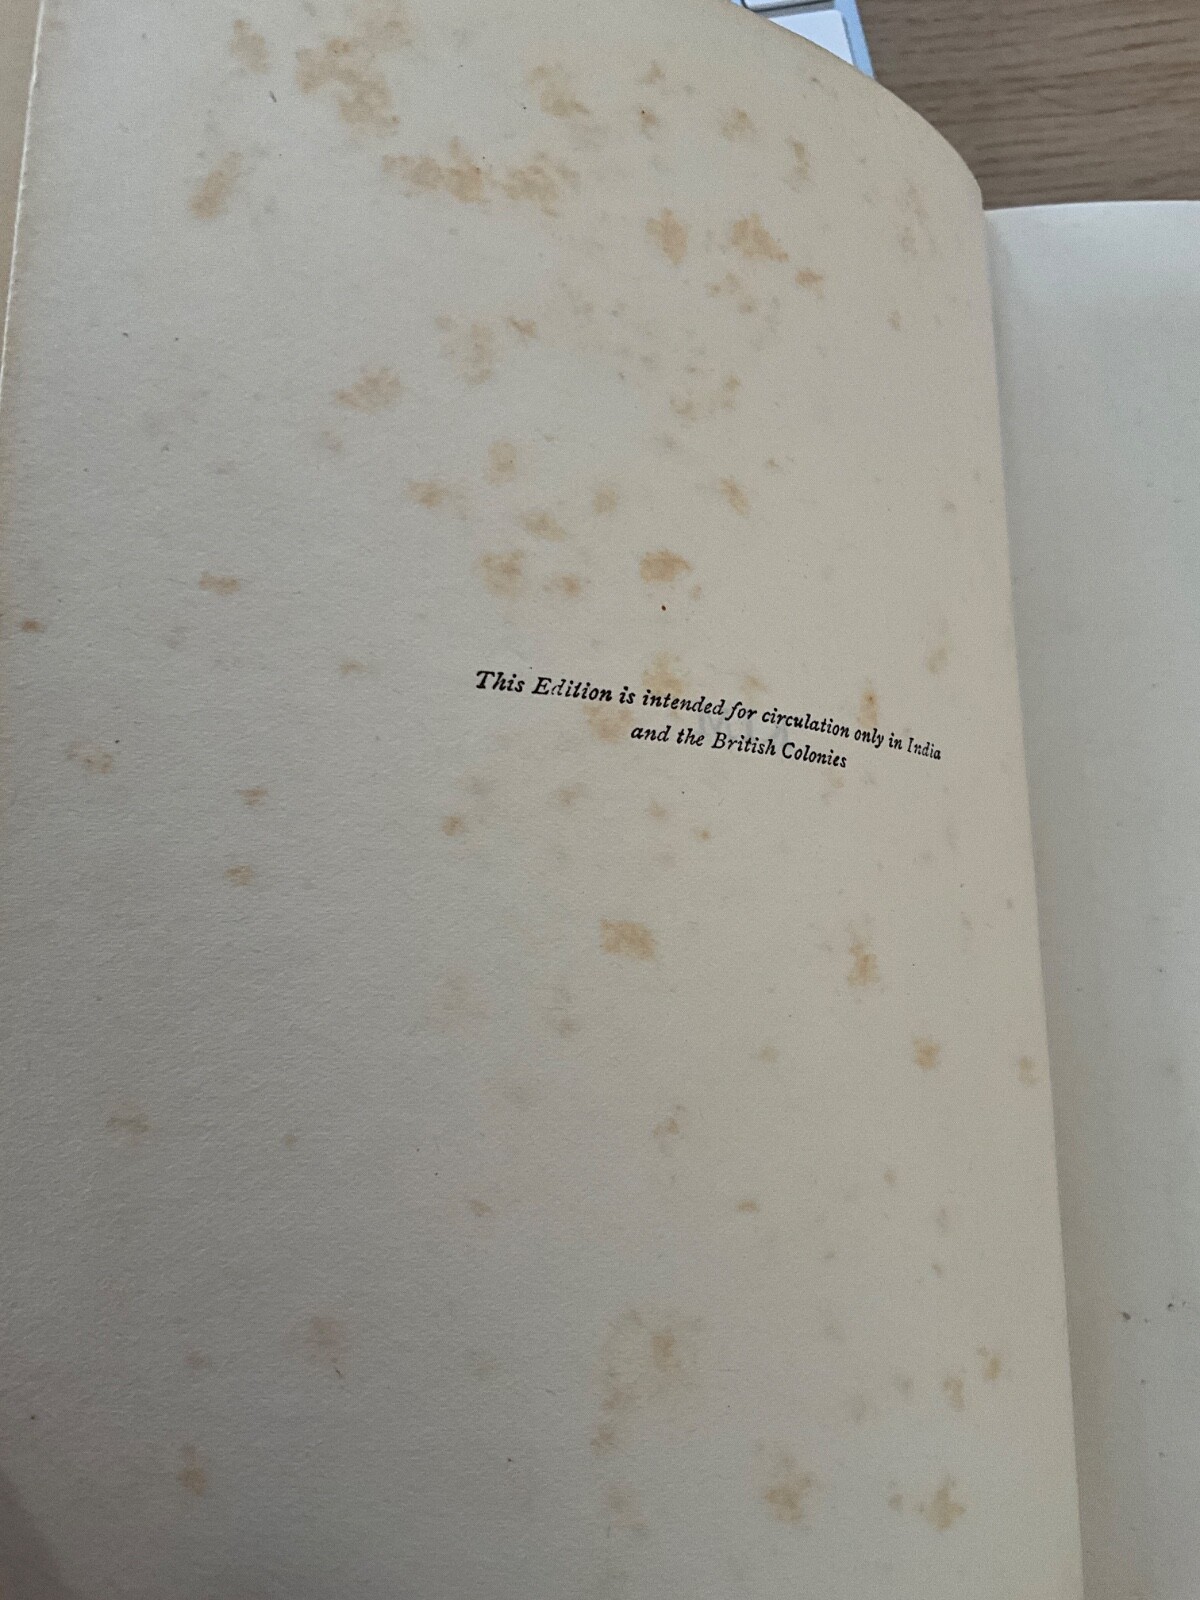 This Edition is intended for circulation only in India
and the British Colonies